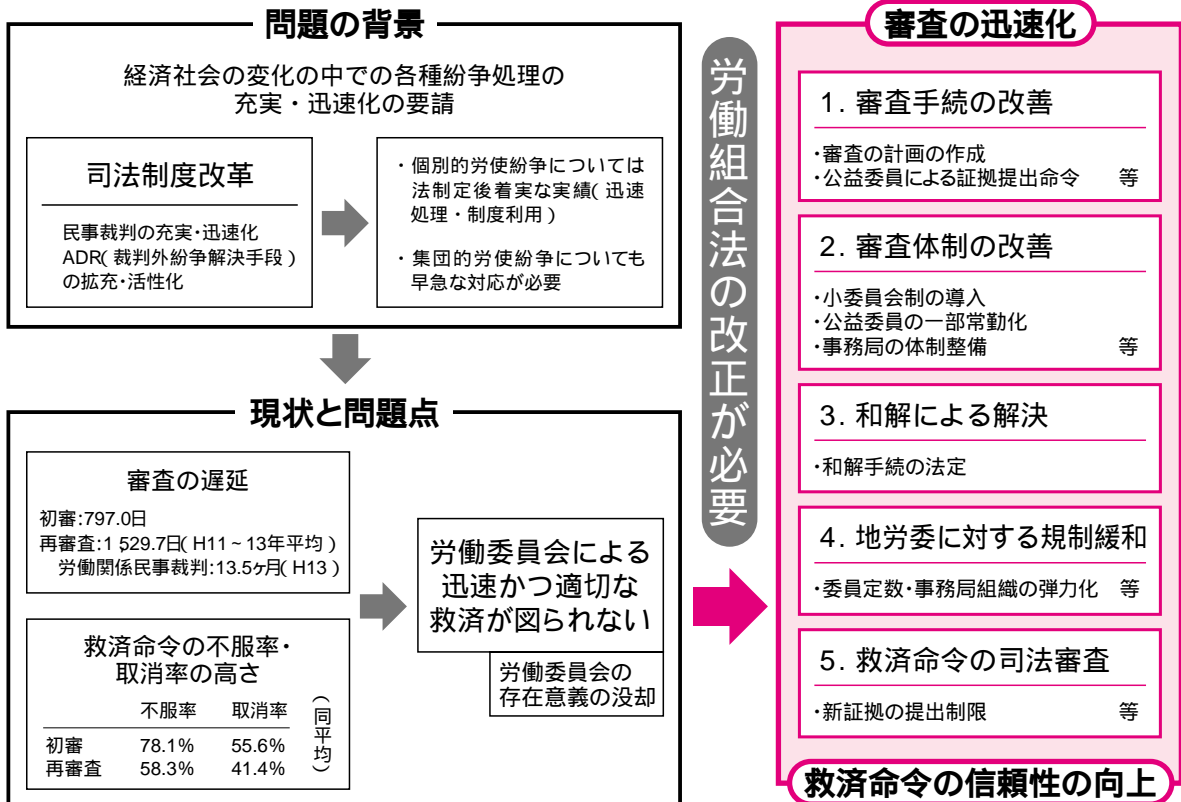 問題の背景
経済社会の変化の中での各種紛争処理の
充実・迅速化の要請
司法制度改革
民事裁判の充実・迅速化
ADR(裁判外紛争解決手段)
の拡充・活性化
・個別的労使紛争については
法制定後着実な実績(迅速
処理・制度利用)
・集団的労使紛争についても
早急な対応が必要
現状と問題点
審査の遅延
初審:797.0日
再審査:1,529.7日(H11~13年平均)
労働関係民事裁判:13.5ヶ月(H13)
救済命令の不服率・
取消率の高さ
不服率 取消率
初審 78.1% 55.6%
再審査 58.3% 41.4%
(同平均)
労働委員会による
迅速かつ適切な
救済が図られない
労働委員会の
存在意義の没却
労働組合法の改正が必要
審査の迅速化
1. 審査手続の改善
・審査の計画の作成
・公益委員による証拠提出命令 等
2. 審査体制の改善
・小委員会制の導入
・公益委員の一部常勤化
・事務局の体制整備 等
3. 和解による解決
・和解手続の法定
4. 地労委に対する規制緩和
・委員定数・事務局組織の弾力化 等
5. 救済命令の司法審査
・新証拠の提出制限 等
救済命令の信頼性の向上